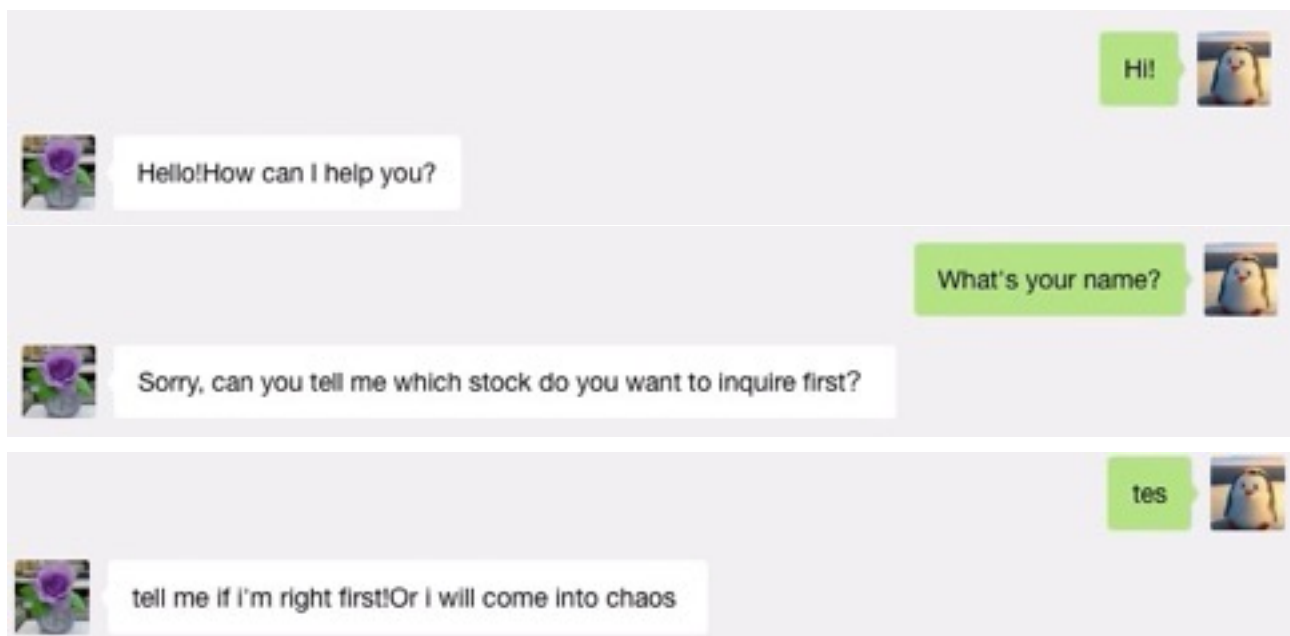 Hi!
Hello!How can I help you?
What's your name?
Sorry, can you tell me which stock do you want to inquire first?
tes
tell me if i'm right first!Or i will come into chaos